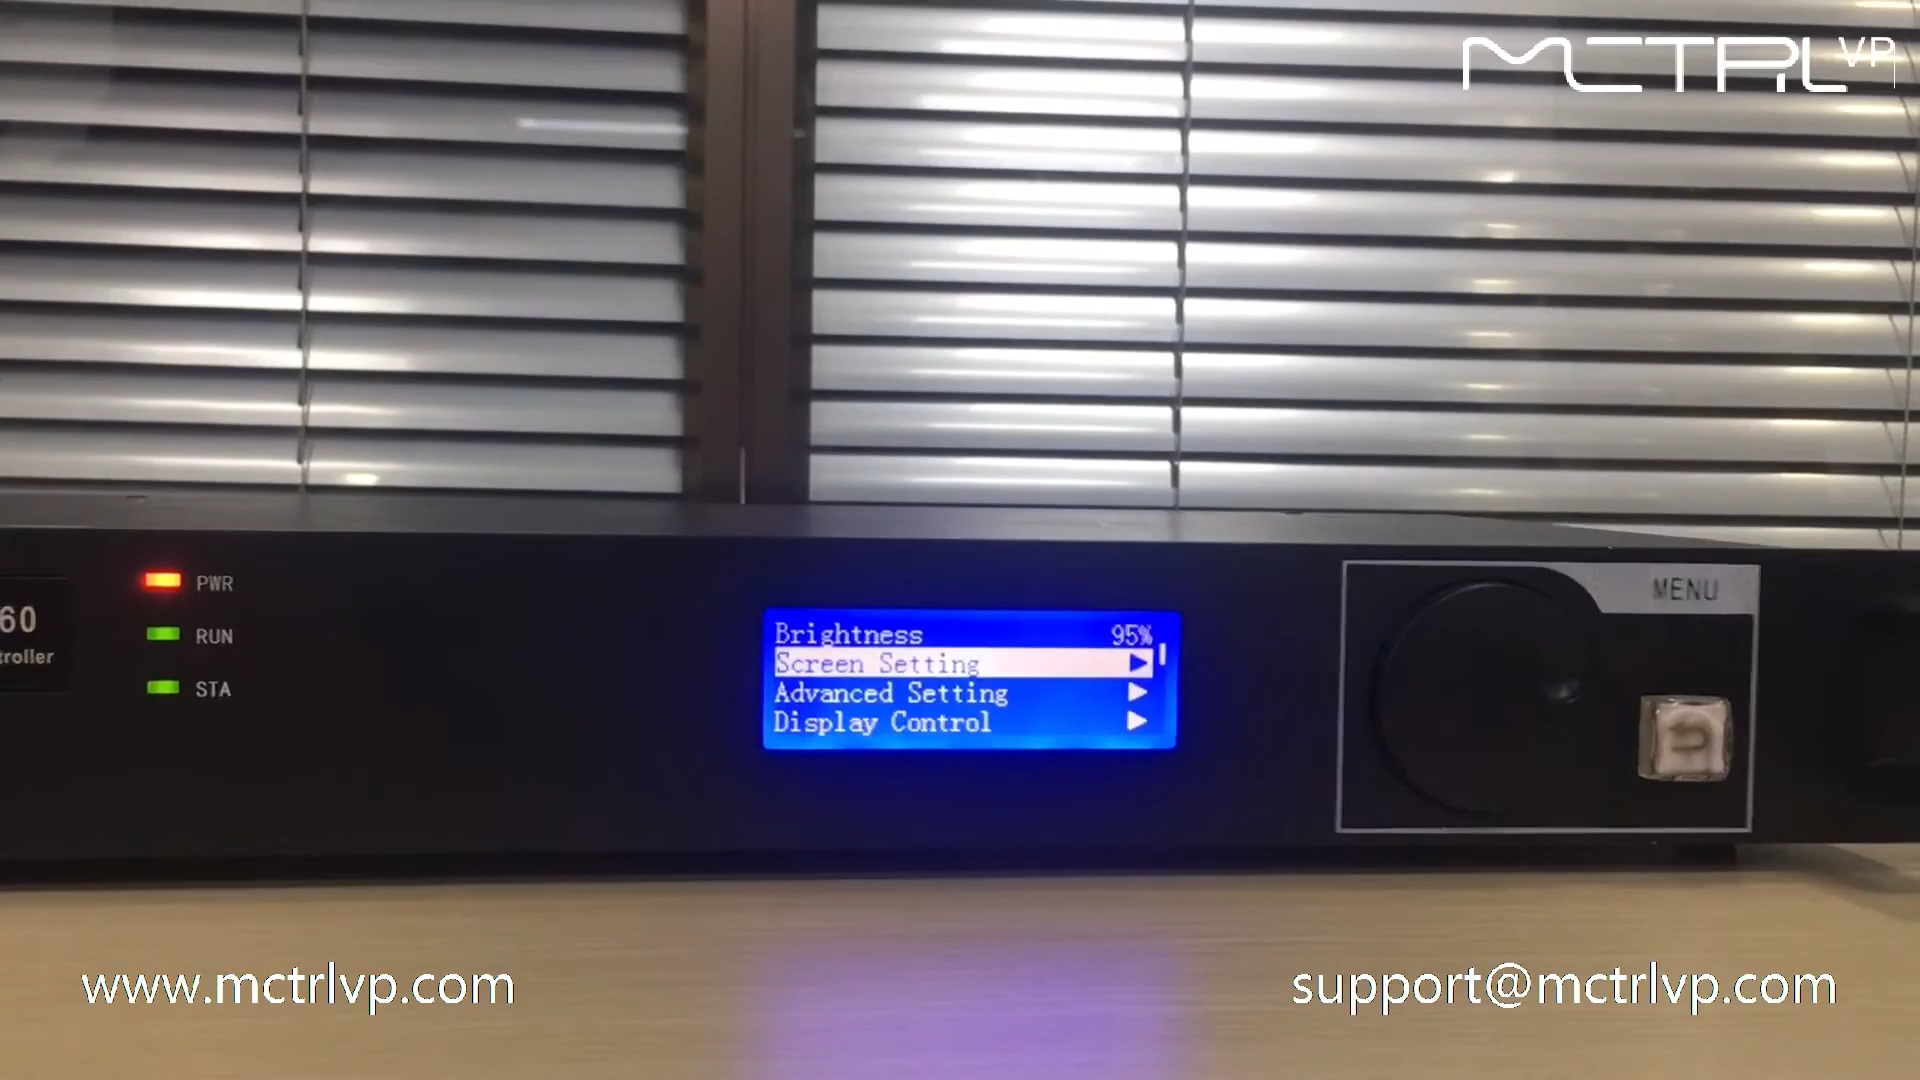 MCTRL VP
60
troller
PWR
RUN
STA
Brightness 95%
Screen Setting ▶
Advanced Setting ▶
Display Control ▶
MENU
www.mctrlvp.com
support@mctrlvp.com